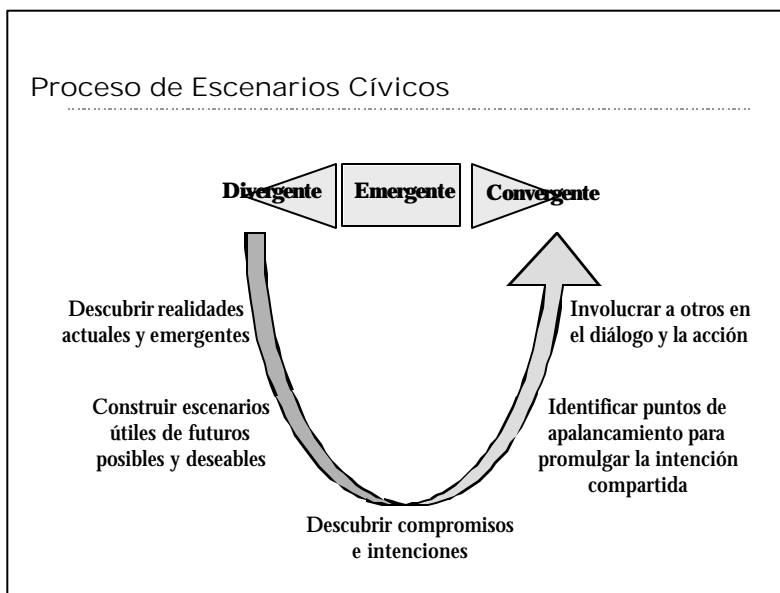 Proceso de Escenarios Cívicos
Divergente
Emergente
Convergente
Descubrir realidades
actuales y emergentes
Construir escenarios
útiles de futuros
posibles y deseables
Descubrir compromisos
e intenciones
Identificar puntos de
apalancamiento para
promulgar la intención
compartida
Involucrar a otros en
el diálogo y la acción